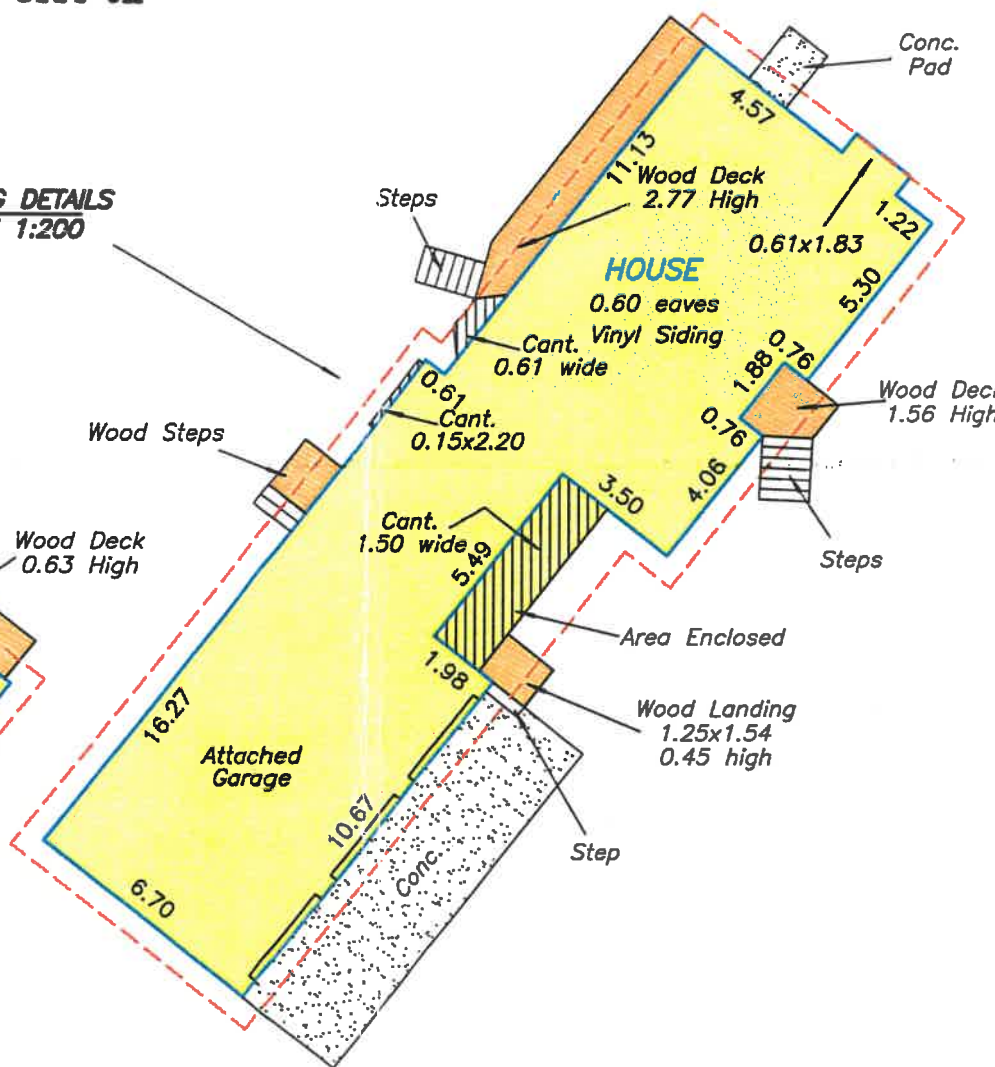 Conc.
Pad
4.57
11.13
Wood Deck
2.77 High
DETAILS
1:200
Steps
1.22
0.61x1.83
HOUSE
0.60 eaves
Vinyl Siding
5.30
Cant.
0.61 wide
0.76
1.88
0.61
Wood Deck
1.56 High
Cant.
0.15x2.20
0.76
Wood Steps
4.06
3.50
Cant.
1.50 wide
Wood Deck
0.63 High
5.49
Steps
Area Enclosed
1.98
16.27
Wood Landing
1.25x1.54
0.45 high
Attached
Garage
10.67
Step
Conc.
6.70